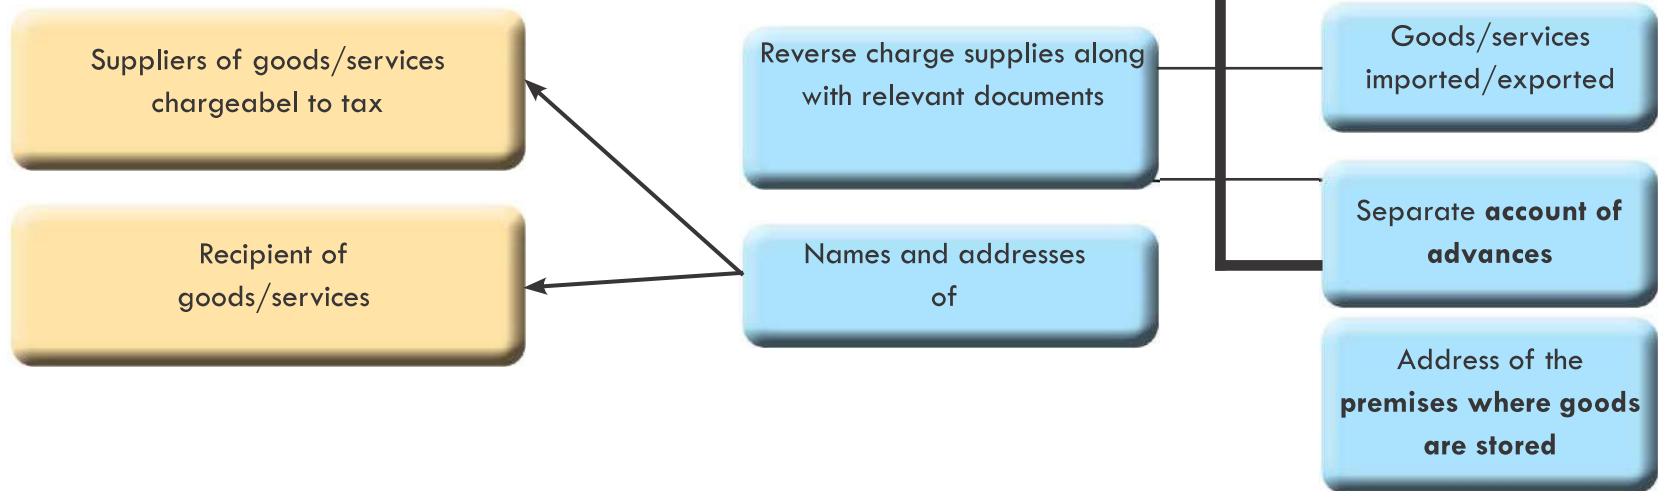 Suppliers of goods/services
chargeabel to tax
Reverse charge supplies along
with relevant documents
Goods/services
imported/exported
Separate account of
advances
Recipient of
goods/services
Names and addresses
of
Address of the
premises where goods
are stored